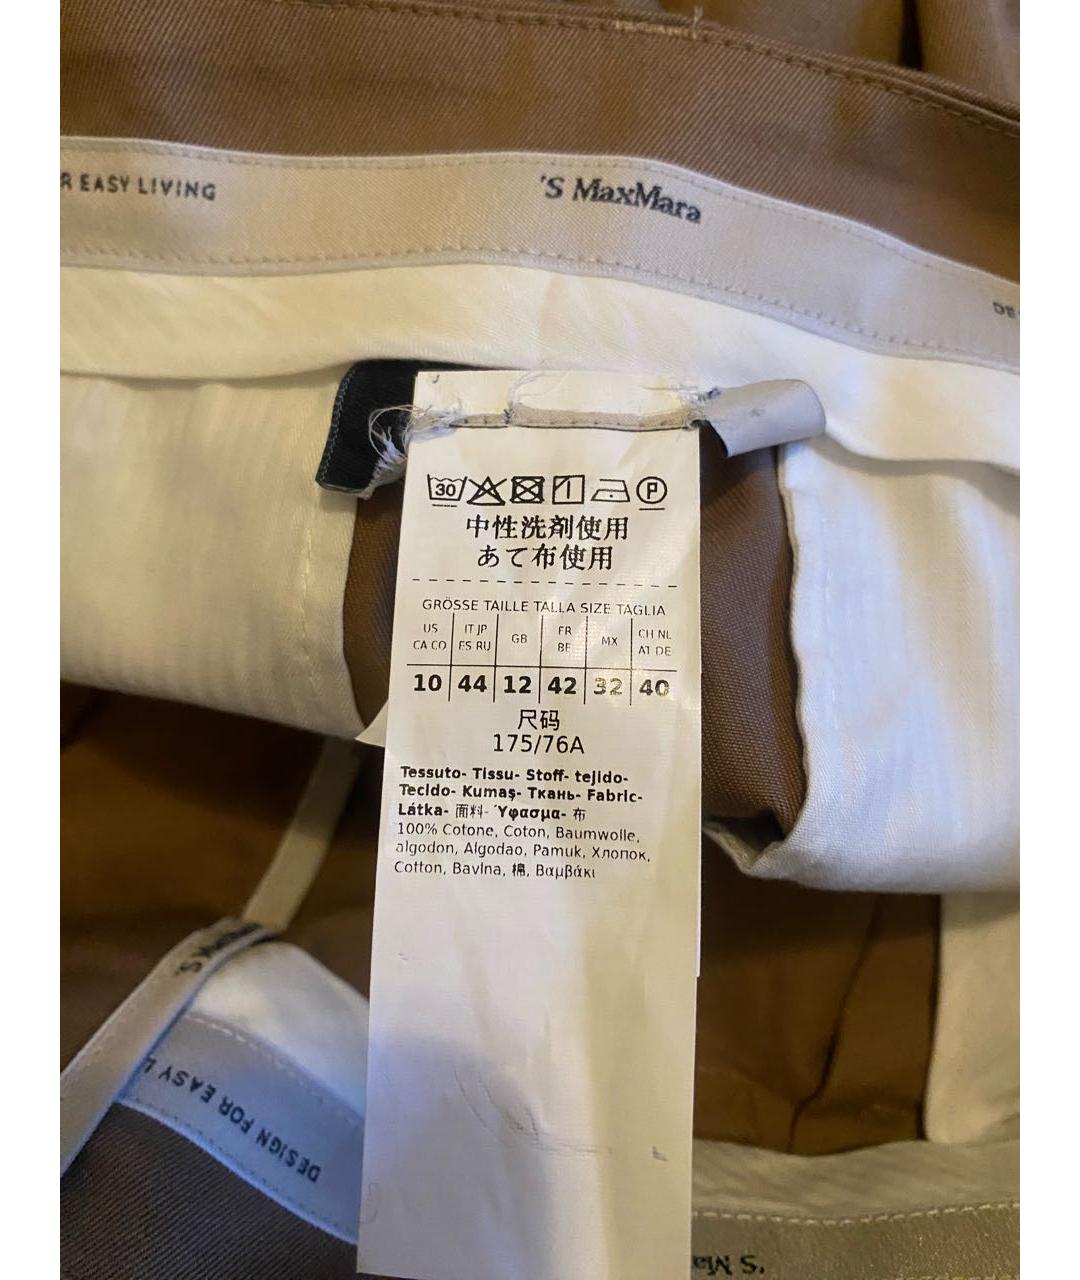 R EASY LIVING
'S MaxMara
DE
30 P
中性洗剤使用
あて布使用
GRÖSSE TAILLE TALLA SIZE TAGLIA
US IT JP GB FR MX CH NL
CA CO ES RU BE AT DE
10 44 12 42 32 40
尺码
175/76A
Tessuto- Tissu- Stoff- tejido-
Tecido- Kumaş- Ткань- Fabric-
Látka- 面料- Ύφασμα- 布
100% Cotone, Coton, Baumwolle,
algodon, Algodao, Pamuk, Хлопок,
Cotton, Bavlna, 棉, Βαμβάκι
DESIGN FOR EASY L
'S Ma